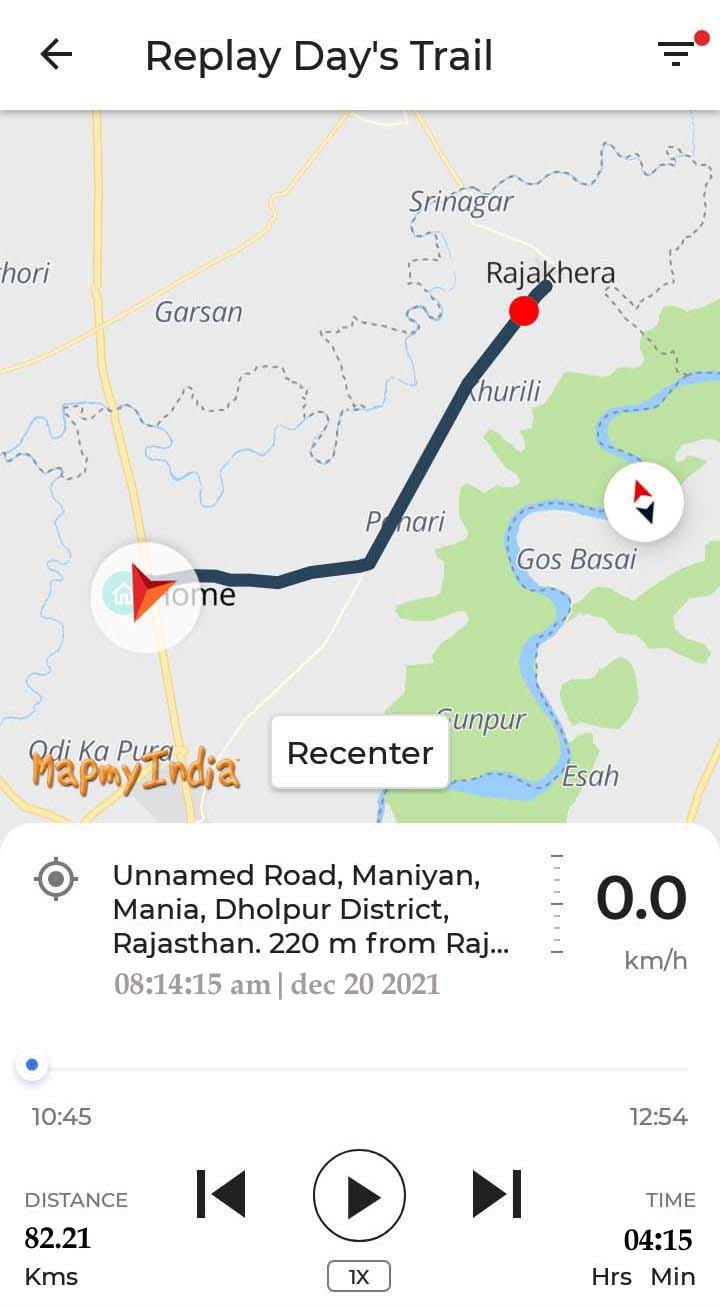 Replay Day's Trail
Srinagar
Rajakhera
hori
Garsan
Khurili
Gos Basai
ome
Gunpur
Odi Ka Pura
MapmyIndia
Recenter
Esah
Unnamed Road, Maniyan,
Mania, Dholpur District,
Rajasthan. 220 m from Raj...
0.0
km/h
08:14:15 am | dec 20 2021
10:45
12:54
DISTANCE
TIME
82.21
04:15
Kms
1X
Hrs Min